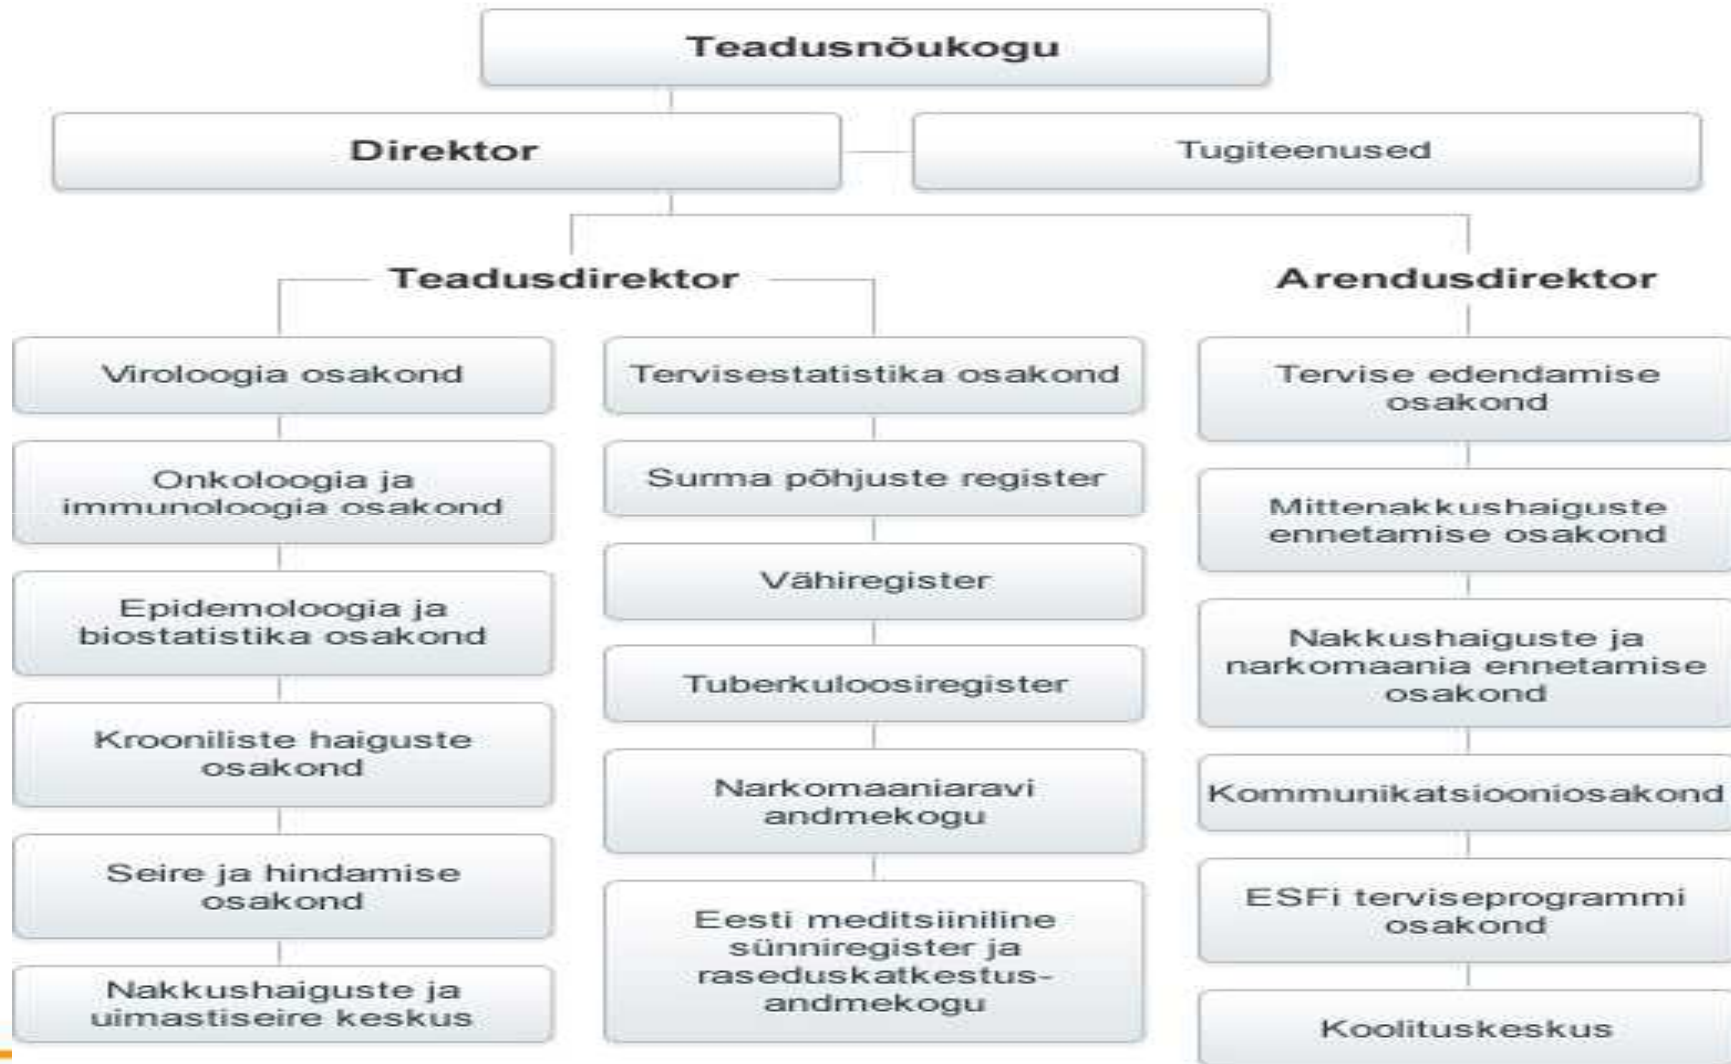 Teadusnõukogu
Direktor
Tugiteenused
Teadusdirektor
Viroloogia osakond
Onkoloogia ja
immunoloogia osakond
Epidemoloogia ja
biostatistika osakond
Krooniliste haiguste
osakond
Seire ja hindamise
osakond
Nakkushaiguste ja
uimastiseire keskus
Tervisestatistika osakond
Surma põhjuste register
Vähiregister
Tuberkuloosiregister
Narkomaaniaravi
andmekogu
Eesti meditsiiniline
sünniregister ja
raseduskatkestus-
andmekogu
Arendusdirektor
Tervise edendamise
osakond
Mittenakkushaiguste
ennetamise osakond
Nakkushaiguste ja
narkomaania ennetamise
osakond
Kommunikatsiooniosakond
ESFi terviseprogrammi
osakond
Koolituskeskus